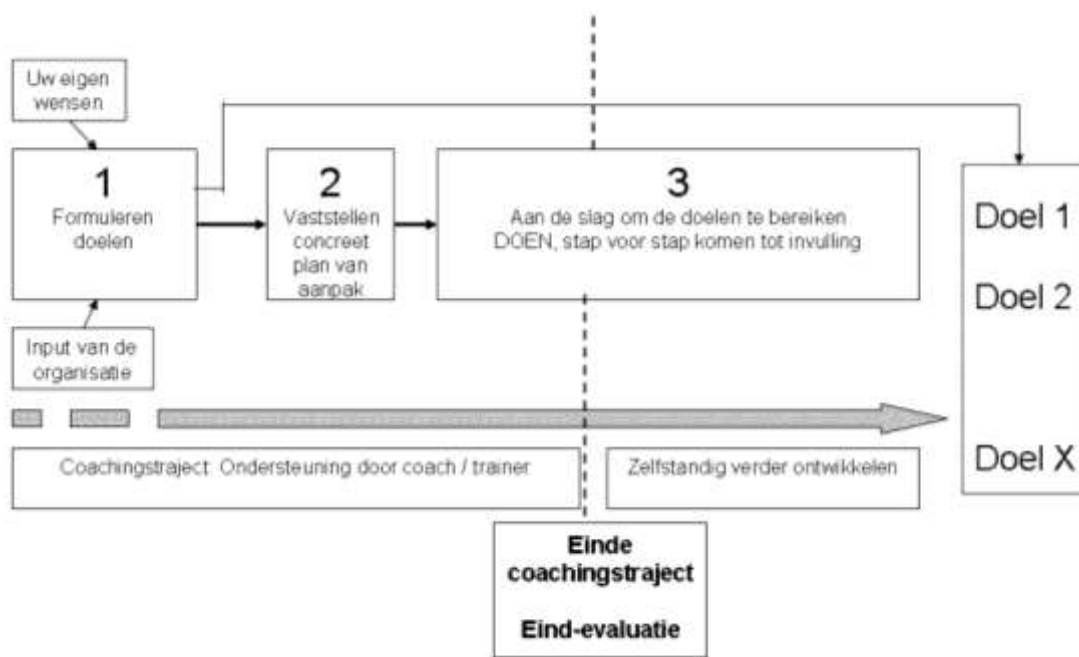 Uw eigen
wensen
1
Formuleren
doelen
2
Vaststellen
concreet
plan van
aanpak
3
Aan de slag om de doelen te bereiken
DOEN, stap voor stap komen tot invulling
Doel 1
Doel 2
Doel X
Input van de
organisatie
Coachingstraject: Ondersteuning door coach / trainer
Zelfstandig verder ontwikkelen
Einde
coachingstraject
Eind-evaluatie